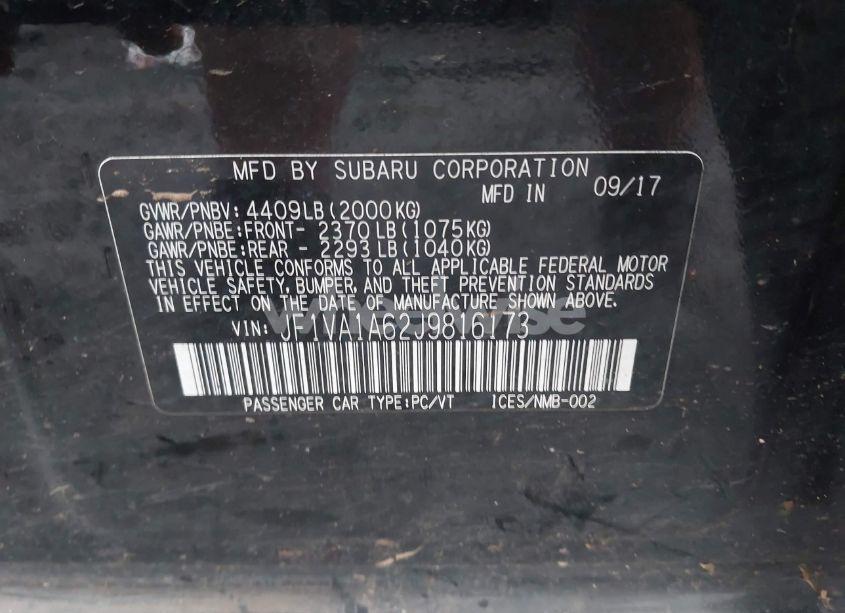 MFD BY SUBARU CORPORATION
MFD IN 09/17
GVWR/PNBV: 4409LB(2000KG)
GAWR/PNBE:FRONT- 2370LB(1075KG)
GAWR/PNBE:REAR - 2293LB(1040KG)
THIS VEHICLE CONFORMS TO ALL APPLICABLE FEDERAL MOTOR
VEHICLE SAFETY, BUMPER, AND THEFT PREVENTION STANDARDS
IN EFFECT ON THE DATE OF MANUFACTURE SHOWN ABOVE.
VIN: JF1VA1A62J9816173
PASSENGER CAR TYPE:PC/VT ICES/NMB-002